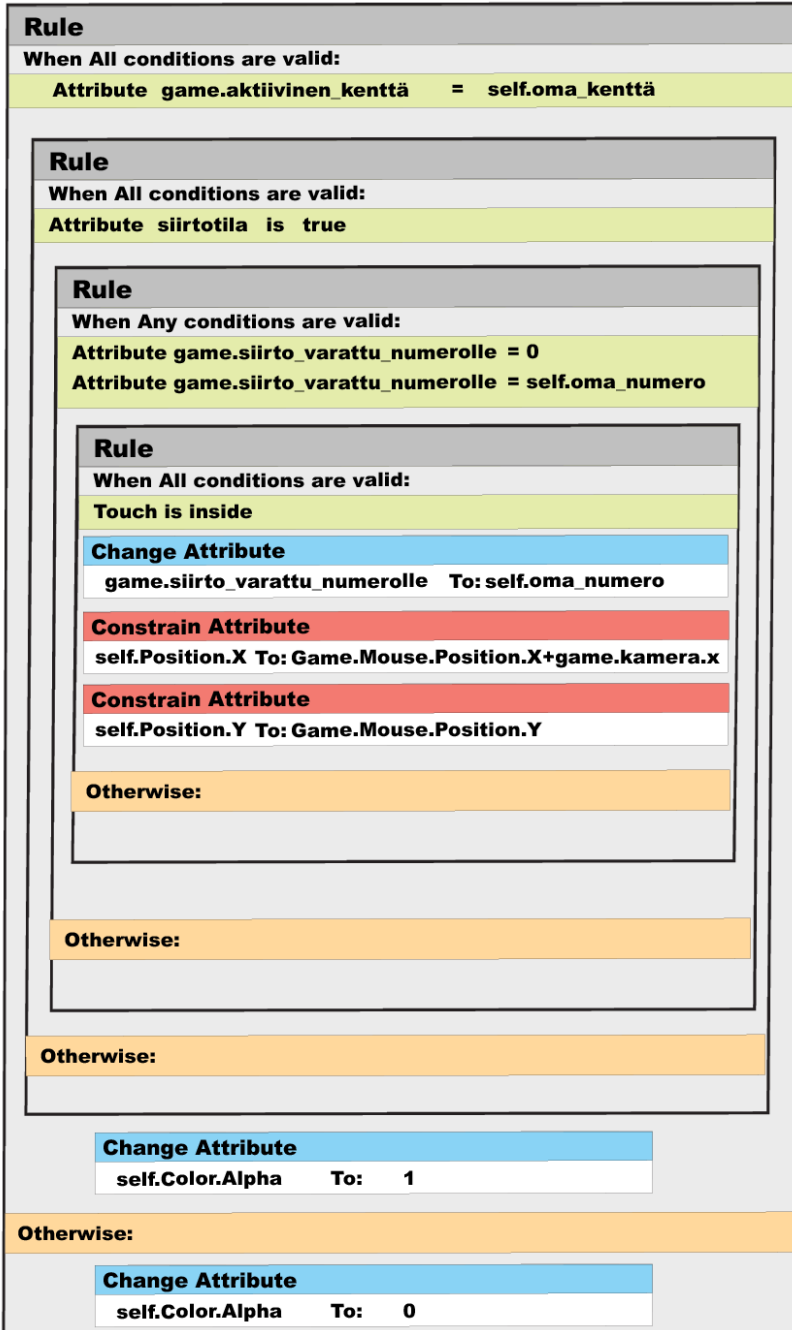 Rule
When All conditions are valid:
Attribute game.aktiivinen_kenttä = self.oma_kenttä
Rule
When All conditions are valid:
Attribute siirtotila is true
Rule
When Any conditions are valid:
Attribute game.siirto_varattu_numerolle = 0
Attribute game.siirto_varattu_numerolle = self.oma_numero
Rule
When All conditions are valid:
Touch is inside
Change Attribute
game.siirto_varattu_numerolle To: self.oma_numero
Constrain Attribute
self.Position.X To: Game.Mouse.Position.X+game.kamera.x
Constrain Attribute
self.Position.Y To: Game.Mouse.Position.Y
Otherwise:
Otherwise:
Otherwise:
Change Attribute
self.Color.Alpha To: 1
Otherwise:
Change Attribute
self.Color.Alpha To: 0